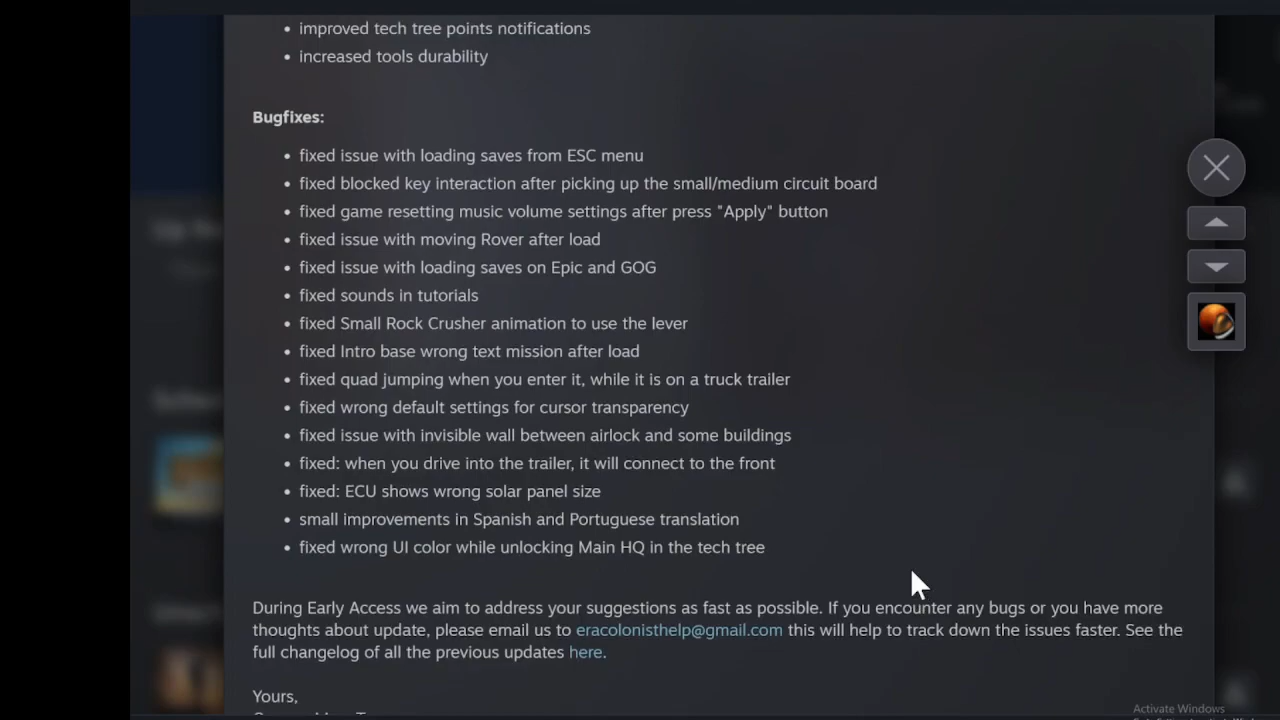 improved tech tree points notifications
increased tools durability
Bugfixes:
fixed issue with loading saves from ESC menu
fixed blocked key interaction after picking up the small/medium circuit board
fixed game resetting music volume settings after press "Apply" button
fixed issue with moving Rover after load
fixed issue with loading saves on Epic and GOG
fixed sounds in tutorials
fixed Small Rock Crusher animation to use the lever
fixed Intro base wrong text mission after load
fixed quad jumping when you enter it, while it is on a truck trailer
fixed wrong default settings for cursor transparency
fixed issue with invisible wall between airlock and some buildings
fixed: when you drive into the trailer, it will connect to the front
fixed: ECU shows wrong solar panel size
small improvements in Spanish and Portuguese translation
fixed wrong UI color while unlocking Main HQ in the tech tree
During Early Access we aim to address your suggestions as fast as possible. If you encounter any bugs or you have more
thoughts about update, please email us to eracolonisthelp@gmail.com this will help to track down the issues faster. See the
full changelog of all the previous updates here.
Yours,
Activate Windows